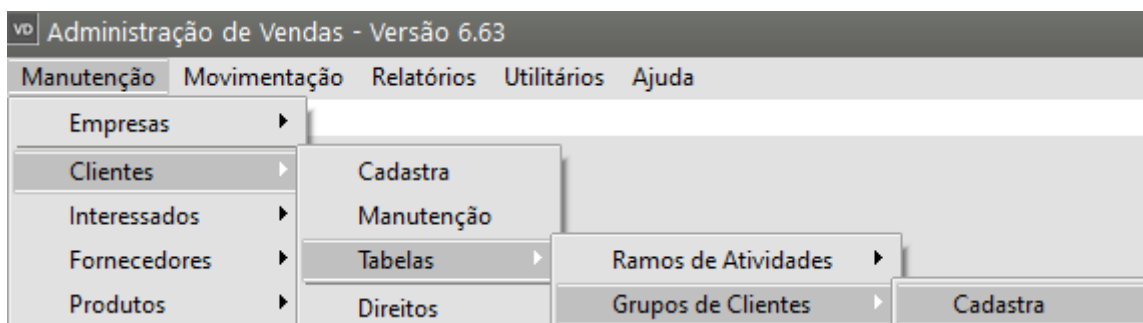 VD Administração de Vendas - Versão 6.63
Manutenção Movimentação Relatórios Utilitários Ajuda
Empresas
Clientes Cadastra
Interessados Manutenção
Fornecedores Tabelas Ramos de Atividades
Produtos Direitos Grupos de Clientes Cadastra